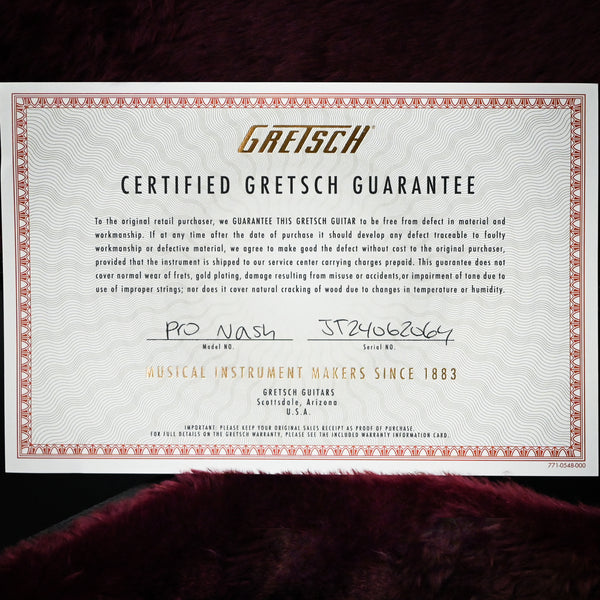 GRETSCH®
CERTIFIED GRETSCH GUARANTEE
To the original retail purchaser, we GUARANTEE THIS GRETSCH GUITAR to be free from defect in material and
workmanship. If at any time after the date of purchase it should develop any defect traceable to faulty
workmanship or defective material, we agree to make good the defect without cost to the original purchaser,
provided that the instrument is shipped to our service center carrying charges prepaid. This guarantee does not
cover normal wear of frets, gold plating, damage resulting from misuse or accidents,or impairment of tone due to
use of improper strings; nor does it cover natural cracking of wood due to changes in temperature or humidity.
Pro Nash JT24062064
Model NO. Serial NO.
MUSICAL INSTRUMENT MAKERS SINCE 1883
GRETSCH GUITARS
Scottsdale, Arizona
U.S.A.
IMPORTANT: PLEASE KEEP YOUR ORIGINAL SALES RECEIPT AS PROOF OF PURCHASE.
FOR FULL DETAILS ON THE GRETSCH WARRANTY, PLEASE SEE THE INCLUDED WARRANTY INFORMATION CARD.
771-0548-000